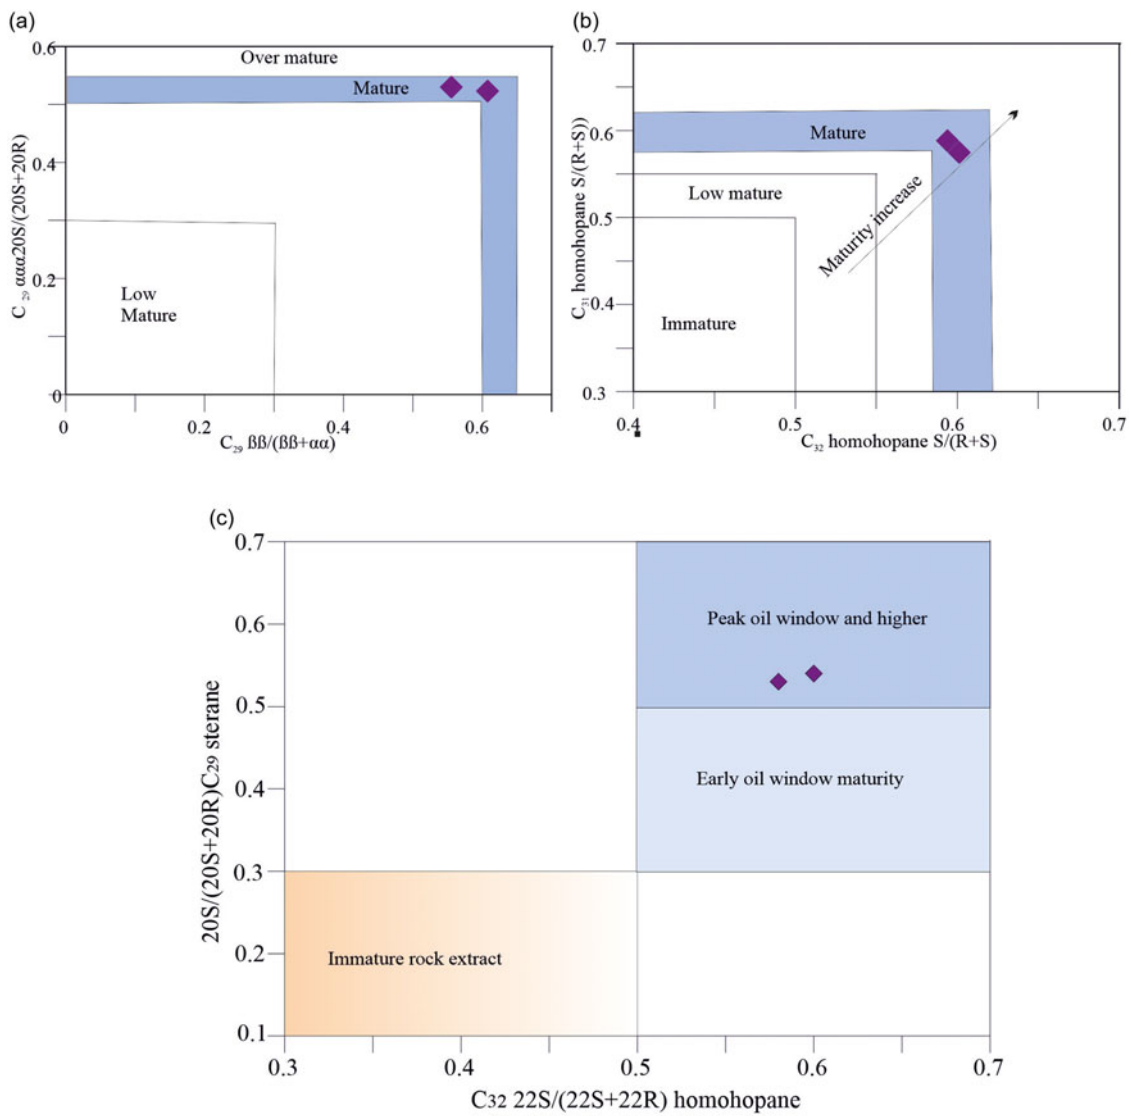 (a)
0.6
0.4
0.2
0
C 29 ααα20S/(20S+20R)
Over mature
Mature
Low
Mature
0
0.2
0.4
0.6
C29 ββ/(ββ+αα)
(b)
0.7
0.6
0.5
0.4
0.3
C31 homohopane S/(R+S))
Mature
Low mature
Maturity increase
Immature
0.4
0.5
0.6
0.7
C32 homohopane S/(R+S)
(c)
0.7
0.6
0.5
0.4
0.3
0.2
0.1
20S/(20S+20R)C29 sterane
Peak oil window and higher
Early oil window maturity
Immature rock extract
0.3
0.4
0.5
0.6
0.7
C32 22S/(22S+22R) homohopane